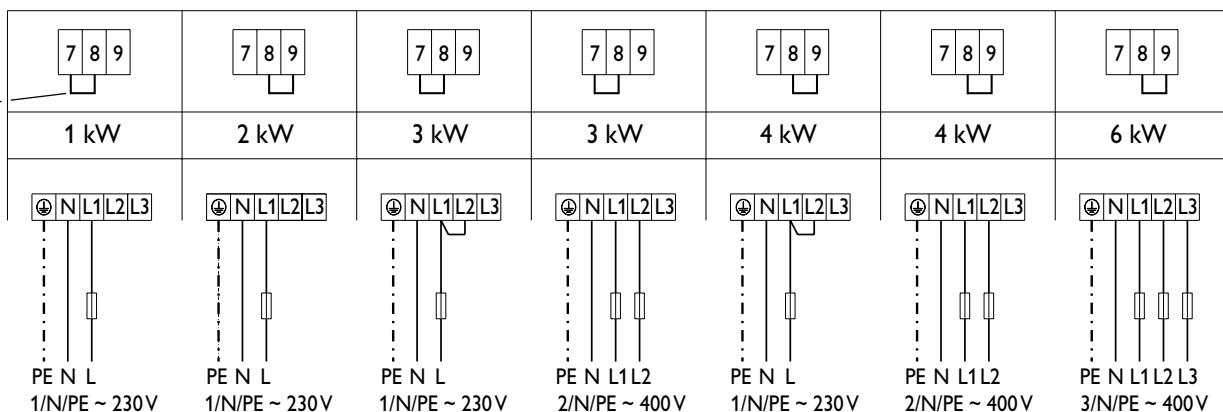 7 8 9 7 8 9 7 8 9 7 8 9 7 8 9 7 8 9 7 8 9
1 kW 2 kW 3 kW 3 kW 4 kW 4 kW 6 kW
⏚ N L1 L2 L3 ⏚ N L1 L2 L3 ⏚ N L1 L2 L3 ⏚ N L1 L2 L3 ⏚ N L1 L2 L3 ⏚ N L1 L2 L3 ⏚ N L1 L2 L3
PE N L PE N L PE N L PE N L1 L2 PE N L PE N L1 L2 PE N L1 L2 L3
1/N/PE ~ 230 V 1/N/PE ~ 230 V 1/N/PE ~ 230 V 2/N/PE ~ 400 V 1/N/PE ~ 230 V 2/N/PE ~ 400 V 3/N/PE ~ 400 V